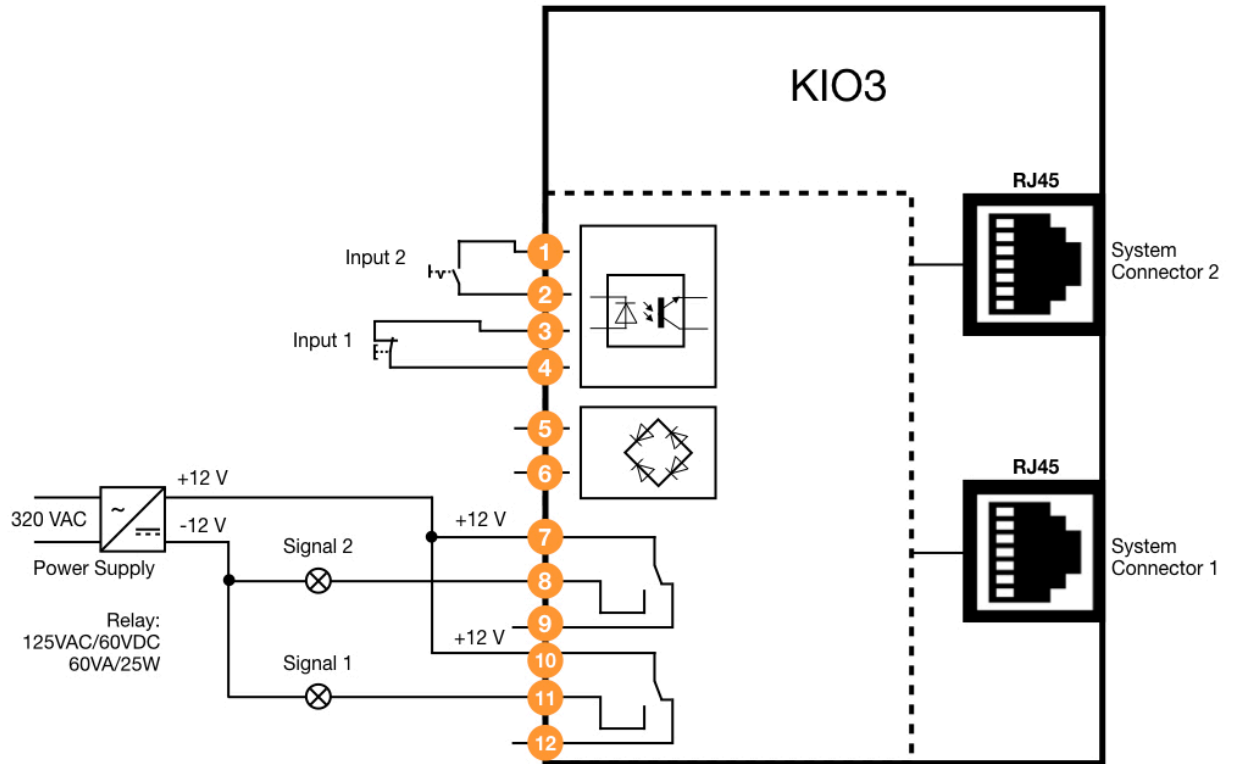 KIO3
RJ45
System
Connector 2
Input 2
1
2
Input 1
3
4
5
6
RJ45
System
Connector 1
320 VAC
~
+12 V
-12 V
Power Supply
+12 V
7
Signal 2
8
9
Relay:
125VAC/60VDC
60VA/25W
+12 V
10
Signal 1
11
12